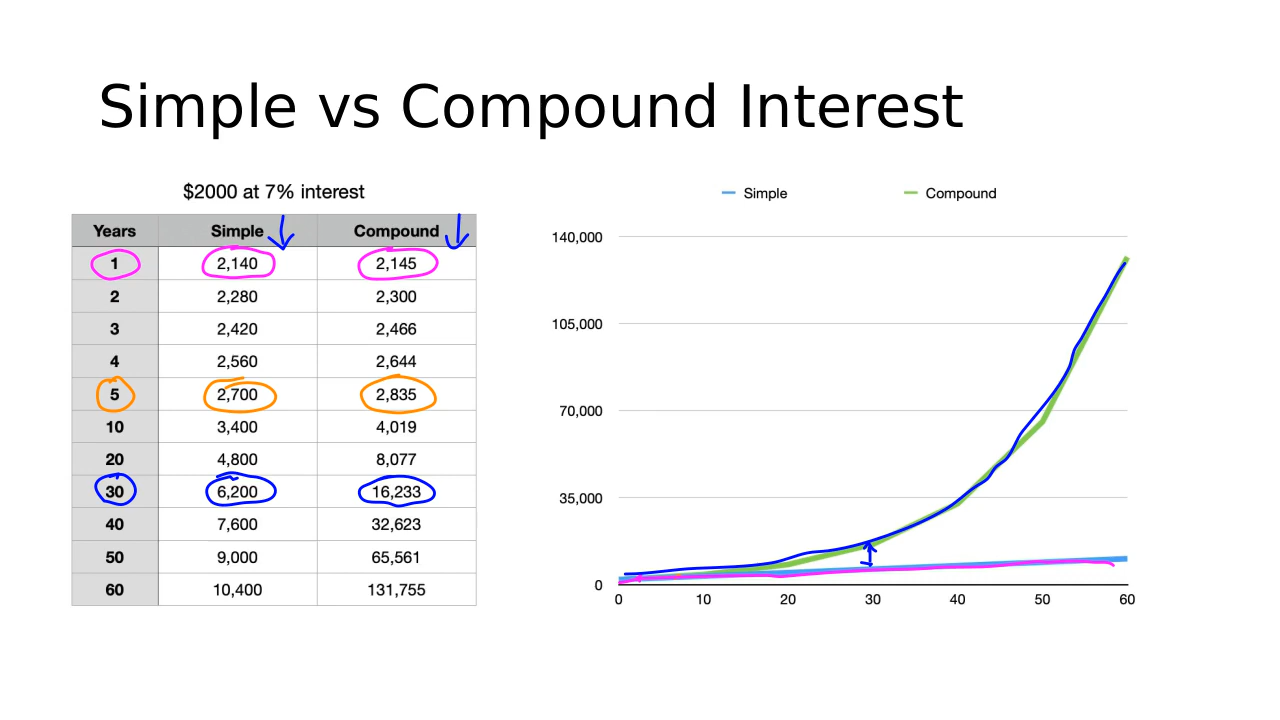 Simple vs Compound Interest
$2000 at 7% interest
Years Simple Compound
1 2,140 2,145
2 2,280 2,300
3 2,420 2,466
4 2,560 2,644
5 2,700 2,835
10 3,400 4,019
20 4,800 8,077
30 6,200 16,233
40 7,600 32,623
50 9,000 65,561
60 10,400 131,755
Simple Compound
140,000
105,000
70,000
35,000
0
0 10 20 30 40 50 60